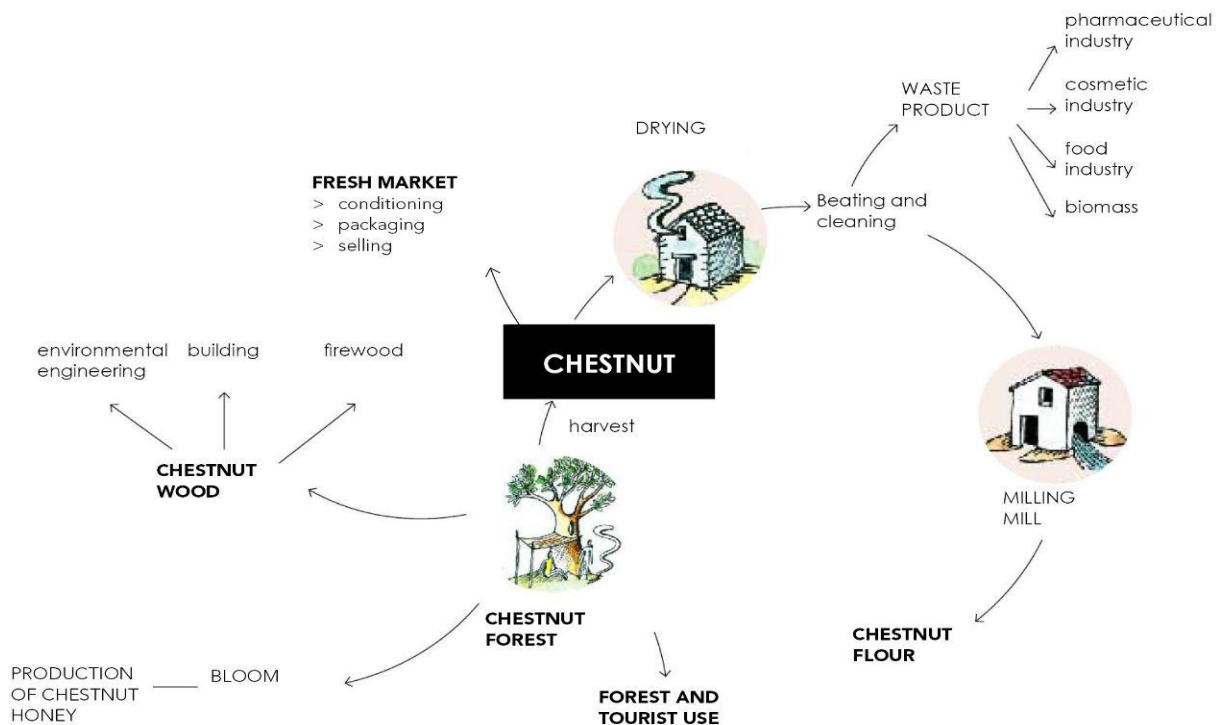 pharmaceutical
industry
WASTE
PRODUCT
cosmetic
industry
food
industry
biomass
DRYING
Beating and
cleaning
FRESH MARKET
> conditioning
> packaging
> selling
environmental
engineering
building
firewood
CHESTNUT
harvest
CHESTNUT
WOOD
MILLING
MILL
CHESTNUT
FOREST
CHESTNUT
FLOUR
PRODUCTION
OF CHESTNUT
HONEY
BLOOM
FOREST AND
TOURIST USE